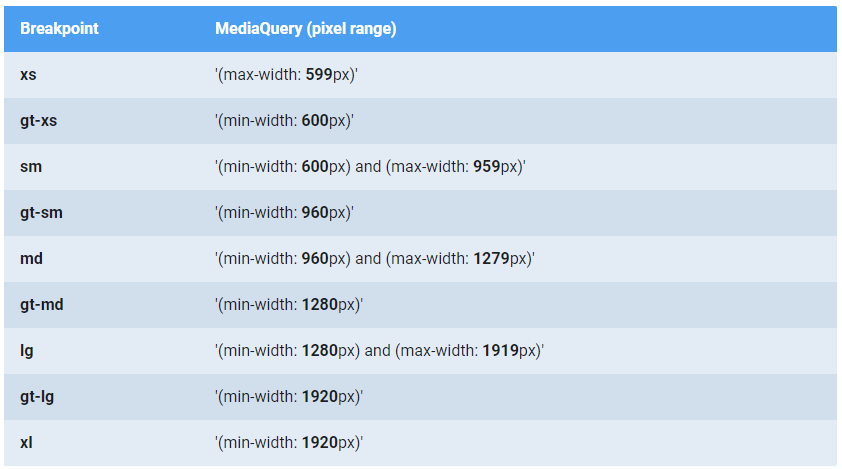 Breakpoint MediaQuery (pixel range)
xs '(max-width: 599px)'
gt-xs '(min-width: 600px)'
sm '(min-width: 600px) and (max-width: 959px)'
gt-sm '(min-width: 960px)'
md '(min-width: 960px) and (max-width: 1279px)'
gt-md '(min-width: 1280px)'
lg '(min-width: 1280px) and (max-width: 1919px)'
gt-lg '(min-width: 1920px)'
xl '(min-width: 1920px)'